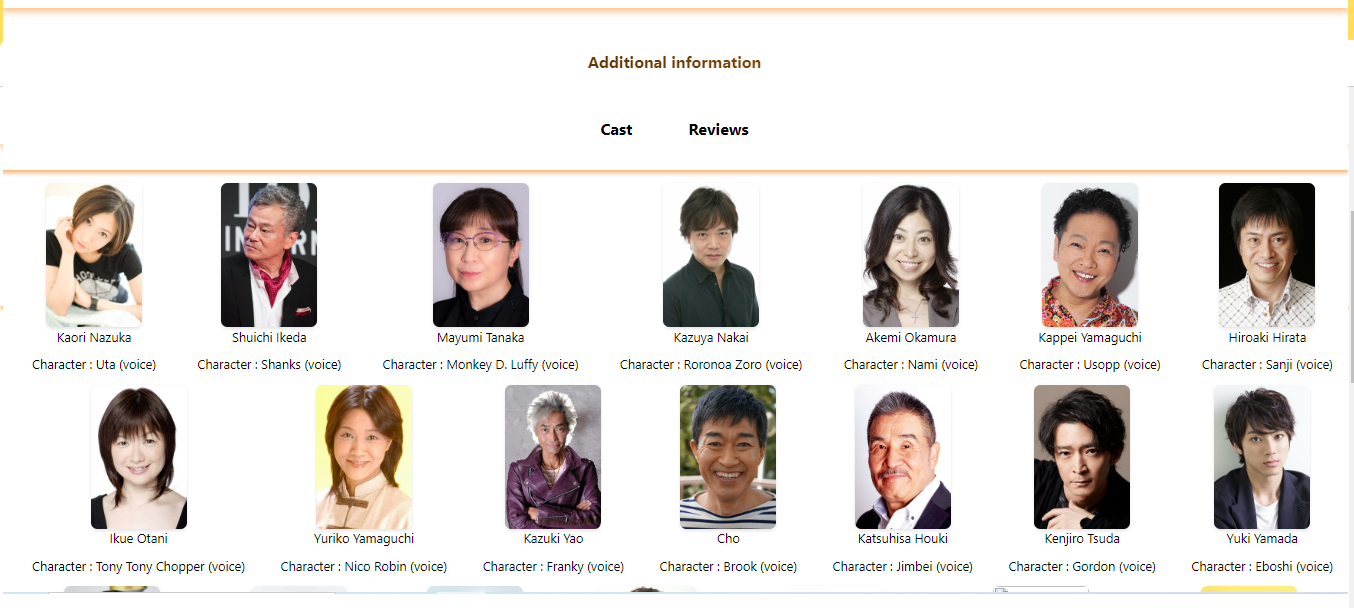 Additional information
Cast Reviews
Kaori Nazuka Shuichi Ikeda Mayumi Tanaka Kazuya Nakai Akemi Okamura Kappei Yamaguchi Hiroaki Hirata
Character : Uta (voice) Character : Shanks (voice) Character : Monkey D. Luffy (voice) Character : Roronoa Zoro (voice) Character : Nami (voice) Character : Usopp (voice) Character : Sanji (voice)
Ikue Otani Yuriko Yamaguchi Kazuki Yao Cho Katsuhisa Houki Kenjiro Tsuda Yuki Yamada
Character : Tony Tony Chopper (voice) Character : Nico Robin (voice) Character : Franky (voice) Character : Brook (voice) Character : Jimbei (voice) Character : Gordon (voice) Character : Eboshi (voice)